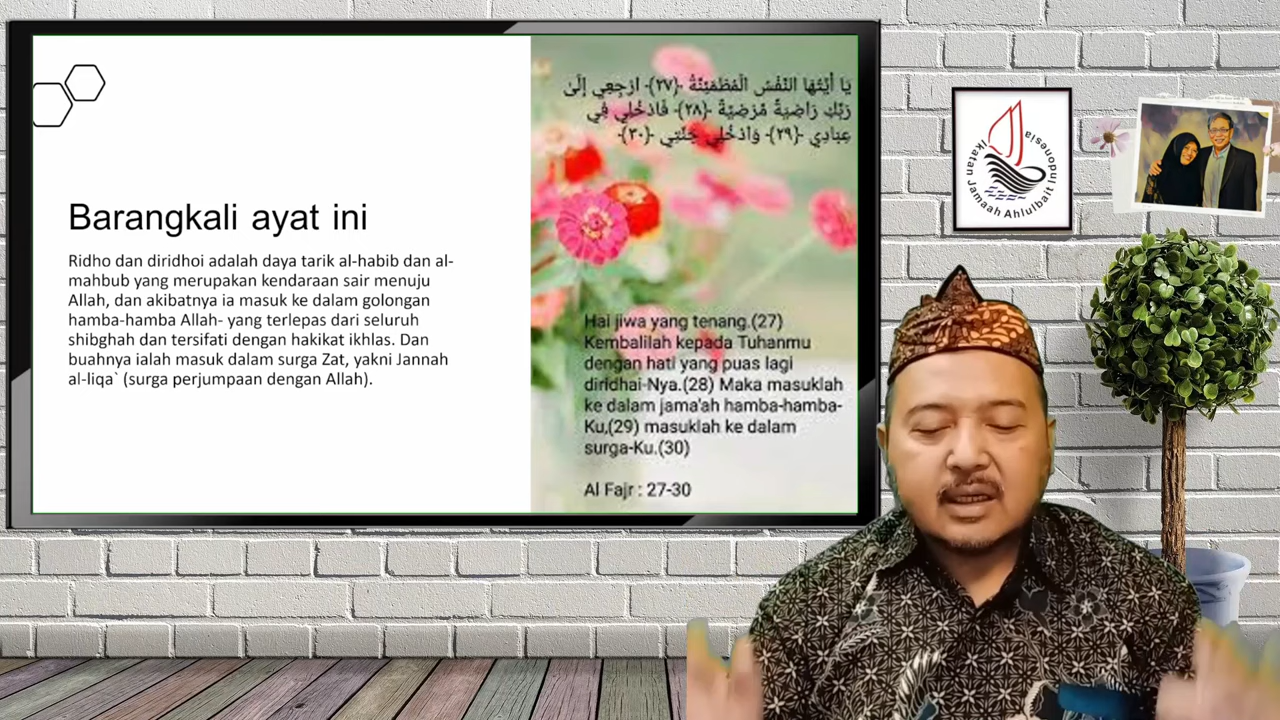 Barangkali ayat ini
Ridho dan diridhoi adalah daya tarik al-habib dan al-
mahbub yang merupakan kendaraan sair menuju
Allah, dan akibatnya ia masuk ke dalam golongan
hamba-hamba Allah- yang terlepas dari seluruh
shibghah dan tersifati dengan hakikat ikhlas. Dan
buahnya ialah masuk dalam surga Zat, yakni Jannah
al-liqa` (surga perjumpaan dengan Allah).
يَا أَيَّتُهَا النَّفْسُ الْمُطْمَئِنَّةُ ﴿٢٧﴾- ارْجِعِي إِلَىٰ
رَبِّكِ رَاضِيَةً مَّرْضِيَّةً ﴿٢٨﴾- فَادْخُلِي فِي
عِبَادِي ﴿٢٩﴾- وَادْخُلِي جَنَّتِي ﴿٣٠﴾-
Hai jiwa yang tenang.(27)
Kembalilah kepada Tuhanmu
dengan hati yang puas lagi
diridhai-Nya.(28) Maka masuklah
ke dalam jama'ah hamba-hamba-
Ku,(29) masuklah ke dalam
surga-Ku.(30)
Al Fajr : 27-30
Ikatan Jamaah Ahlulbait Indonesia